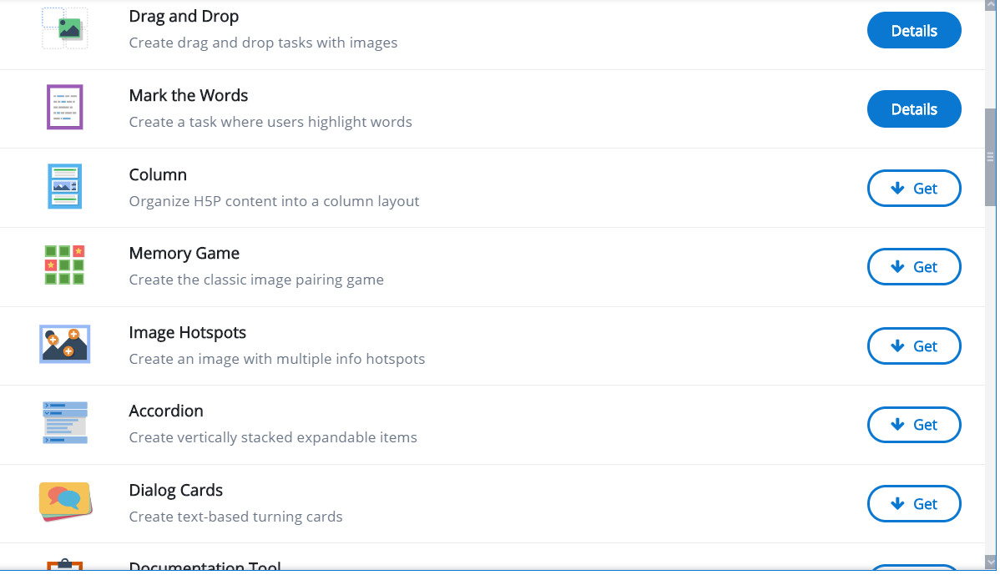 Drag and Drop
Create drag and drop tasks with images
Details
Mark the Words
Create a task where users highlight words
Details
Column
Organize H5P content into a column layout
Get
Memory Game
Create the classic image pairing game
Get
Image Hotspots
Create an image with multiple info hotspots
Get
Accordion
Create vertically stacked expandable items
Get
Dialog Cards
Create text-based turning cards
Get
Documentation Tool